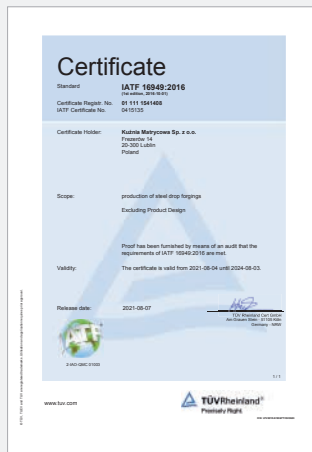 Certificate
Standard IATF 16949:2016
(1st edition, 2016-10-01)
Certificate Registr. No. 01 111 1541408
IATF Certificate No. 0415135
Certificate Holder: Kuźnia Matrycowa Sp. z o.o.
Frezerów 14
20-300 Lublin
Poland
Scope: production of steel drop forgings
Excluding Product Design
Proof has been furnished by means of an audit that the
requirements of IATF 16949:2016 are met.
Validity: The certificate is valid from 2021-08-04 until 2024-08-03.
Release date: 2021-08-07
TÜV Rheinland Cert GmbH
Am Grauen Stein · 51105 Köln
Germany - NRW
1 / 1
www.tuv.com
TÜVRheinland®
Precisely Right.